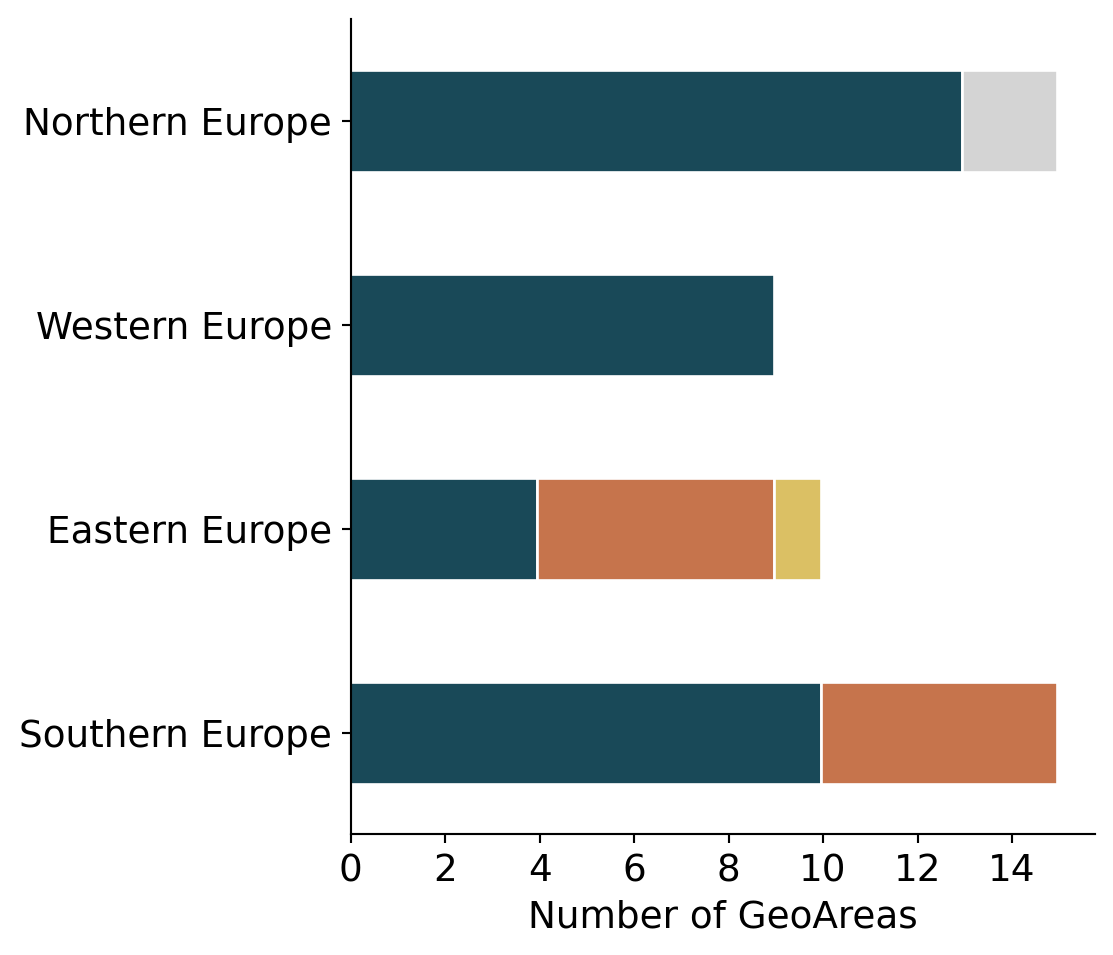 Northern Europe
Western Europe
Eastern Europe
Southern Europe
0 2 4 6 8 10 12 14
Number of GeoAreas